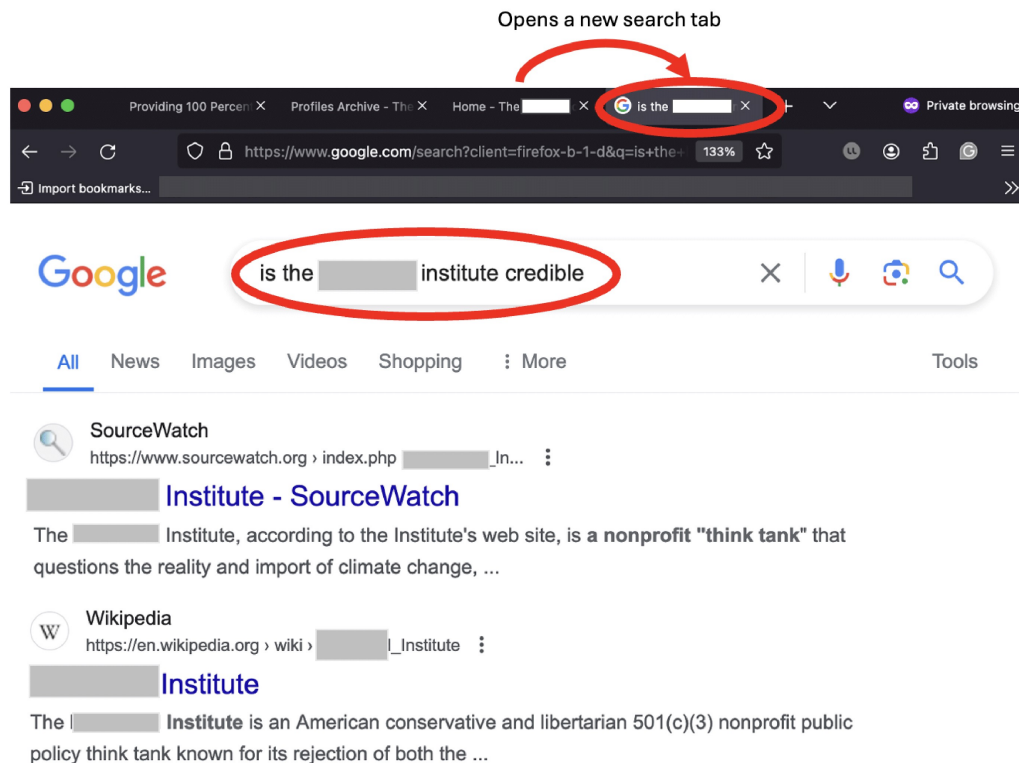 Opens a new search tab
Providing 100 Percent Profiles Archive - The Home - The is the Private browsing
https://www.google.com/search?client=firefox-b-1-d&q=is+the+ 133%
Import bookmarks...
Google is the institute credible
All News Images Videos Shopping More Tools
SourceWatch
https://www.sourcewatch.org › index.php _In...
Institute - SourceWatch
The Institute, according to the Institute's web site, is a nonprofit "think tank" that
questions the reality and import of climate change, ...
W Wikipedia
https://en.wikipedia.org › wiki › l_Institute
Institute
The Institute is an American conservative and libertarian 501(c)(3) nonprofit public
policy think tank known for its rejection of both the ...